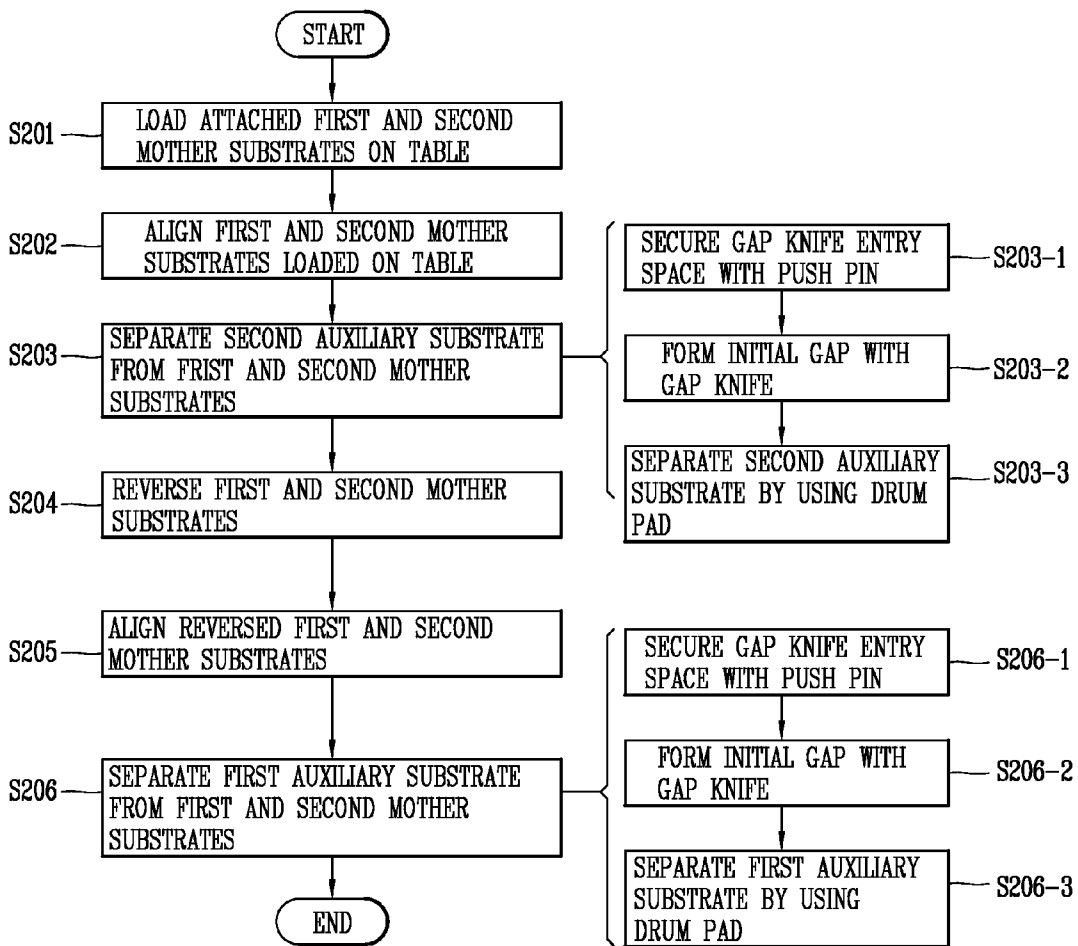 START
S201
LOAD ATTACHED FIRST AND SECOND
MOTHER SUBSTRATES ON TABLE
S202
ALIGN FIRST AND SECOND MOTHER
SUBSTRATES LOADED ON TABLE
S203
SEPARATE SECOND AUXILIARY SUBSTRATE
FROM FRIST AND SECOND MOTHER
SUBSTRATES
SECURE GAP KNIFE ENTRY
SPACE WITH PUSH PIN
S203-1
FORM INITIAL GAP WITH
GAP KNIFE
S203-2
SEPARATE SECOND AUXILIARY
SUBSTRATE BY USING DRUM
PAD
S203-3
S204
REVERSE FIRST AND SECOND MOTHER
SUBSTRATES
S205
ALIGN REVERSED FIRST AND SECOND
MOTHER SUBSTRATES
S206
SEPARATE FIRST AUXILIARY SUBSTRATE
FROM FIRST AND SECOND MOTHER
SUBSTRATES
SECURE GAP KNIFE ENTRY
SPACE WITH PUSH PIN
S206-1
FORM INITIAL GAP WITH
GAP KNIFE
S206-2
SEPARATE FIRST AUXILIARY
SUBSTRATE BY USING
DRUM PAD
S206-3
END